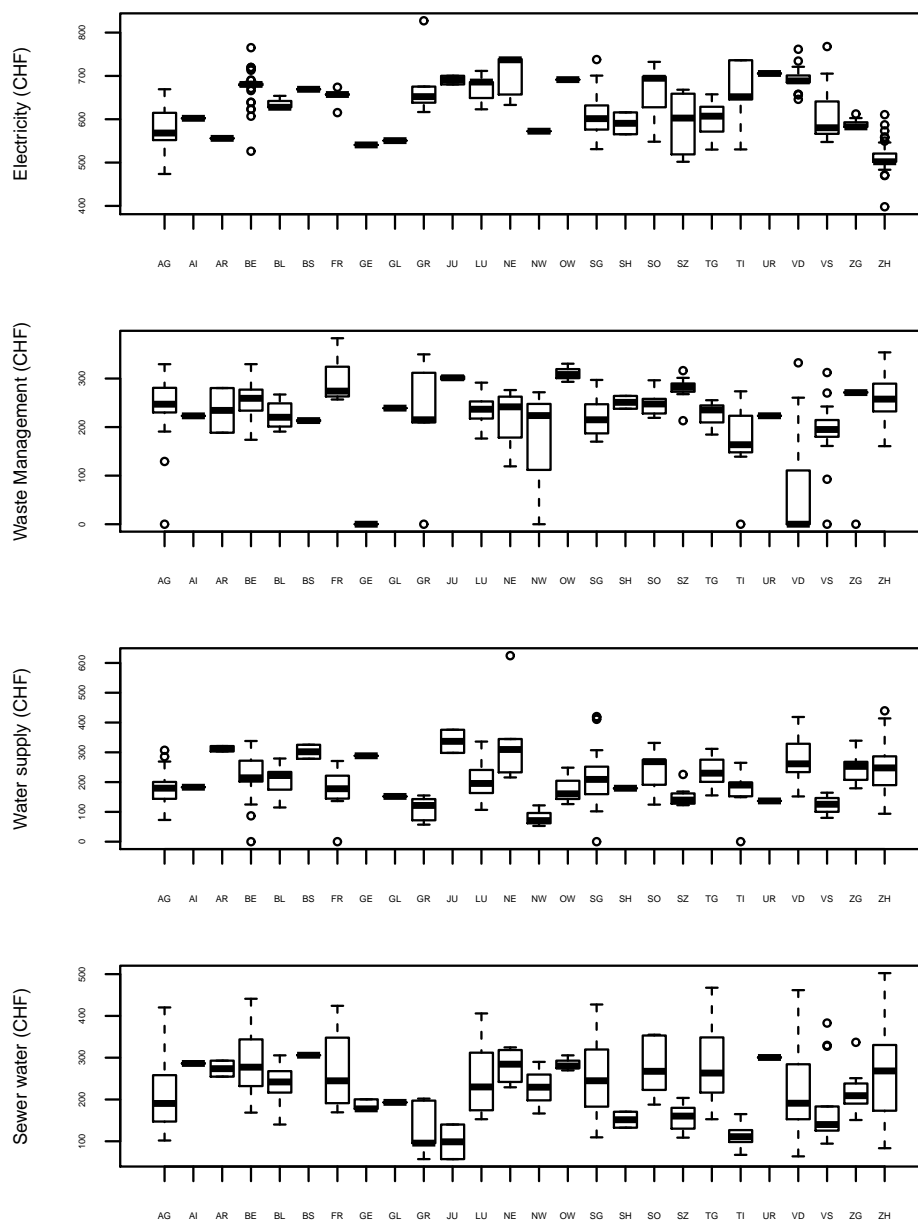 Electricity (CHF)
700
600
500
400
AG AI AR BE BL BS FR GE GL GR JU LU NE NW OW SG SH SO SZ TG TI UR VD VS ZG ZH
Waste Management (CHF)
300
200
100
0
AG AI AR BE BL BS FR GE GL GR JU LU NE NW OW SG SH SO SZ TG TI UR VD VS ZG ZH
Water supply (CHF)
600
500
400
300
200
100
0
AG AI AR BE BL BS FR GE GL GR JU LU NE NW OW SG SH SO SZ TG TI UR VD VS ZG ZH
Sewer water (CHF)
500
400
300
200
100
AG AI AR BE BL BS FR GE GL GR JU LU NE NW OW SG SH SO SZ TG TI UR VD VS ZG ZH